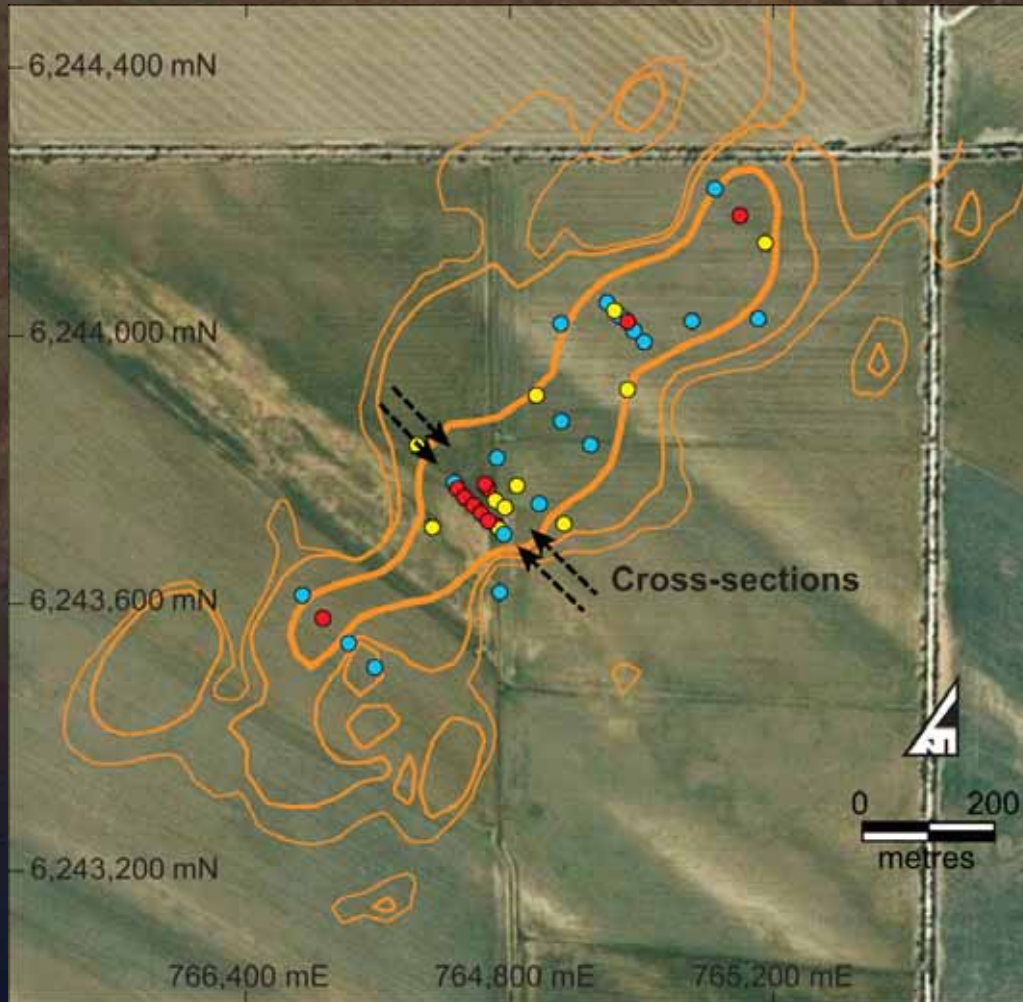 6,244,400 mN
6,244,000 mN
Cross-sections
6,243,600 mN
0 200
metres
6,243,200 mN
766,400 mE 764,800 mE 765,200 mE